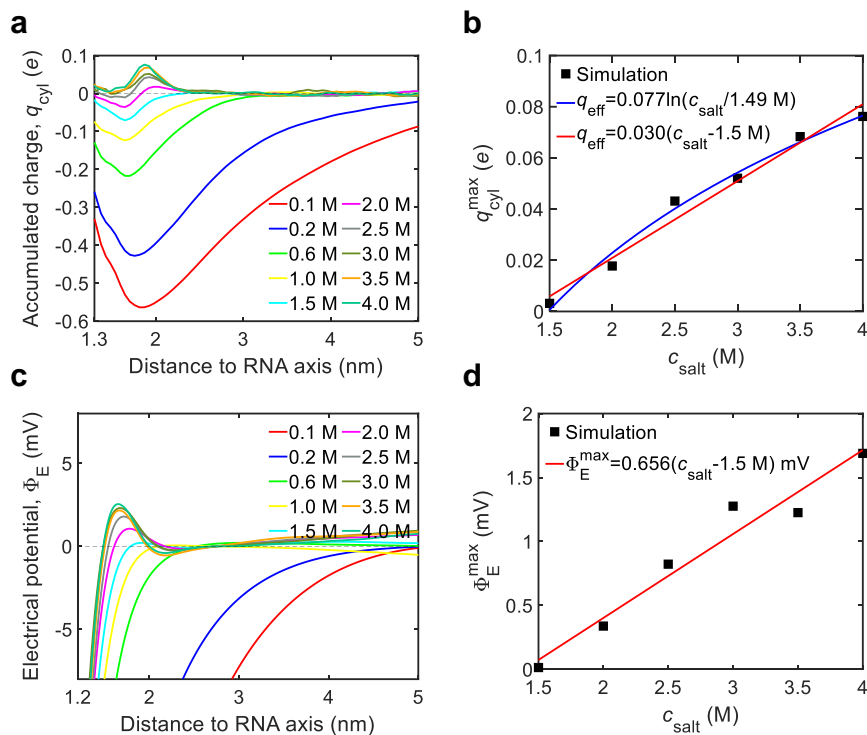 a
Accumulated charge, q_cyl (e)
0.1
0
-0.1
-0.2
-0.3
-0.4
-0.5
-0.6
0.1 M
2.0 M
0.2 M
2.5 M
0.6 M
3.0 M
1.0 M
3.5 M
1.5 M
4.0 M
1.3
2
3
4
5
Distance to RNA axis (nm)
b
q_cyl^max (e)
0.1
0.08
0.06
0.04
0.02
0
Simulation
q_eff=0.077ln(c_salt/1.49 M)
q_eff=0.030(c_salt-1.5 M)
1.5
2
2.5
3
3.5
4
c_salt (M)
c
Electrical potential, Φ_E (mV)
5
0
-5
0.1 M
2.0 M
0.2 M
2.5 M
0.6 M
3.0 M
1.0 M
3.5 M
1.5 M
4.0 M
1.2
2
3
4
5
Distance to RNA axis (nm)
d
Φ_E^max (mV)
2
1.5
1
0.5
0
Simulation
Φ_E^max=0.656(c_salt-1.5 M) mV
1.5
2
2.5
3
3.5
4
c_salt (M)